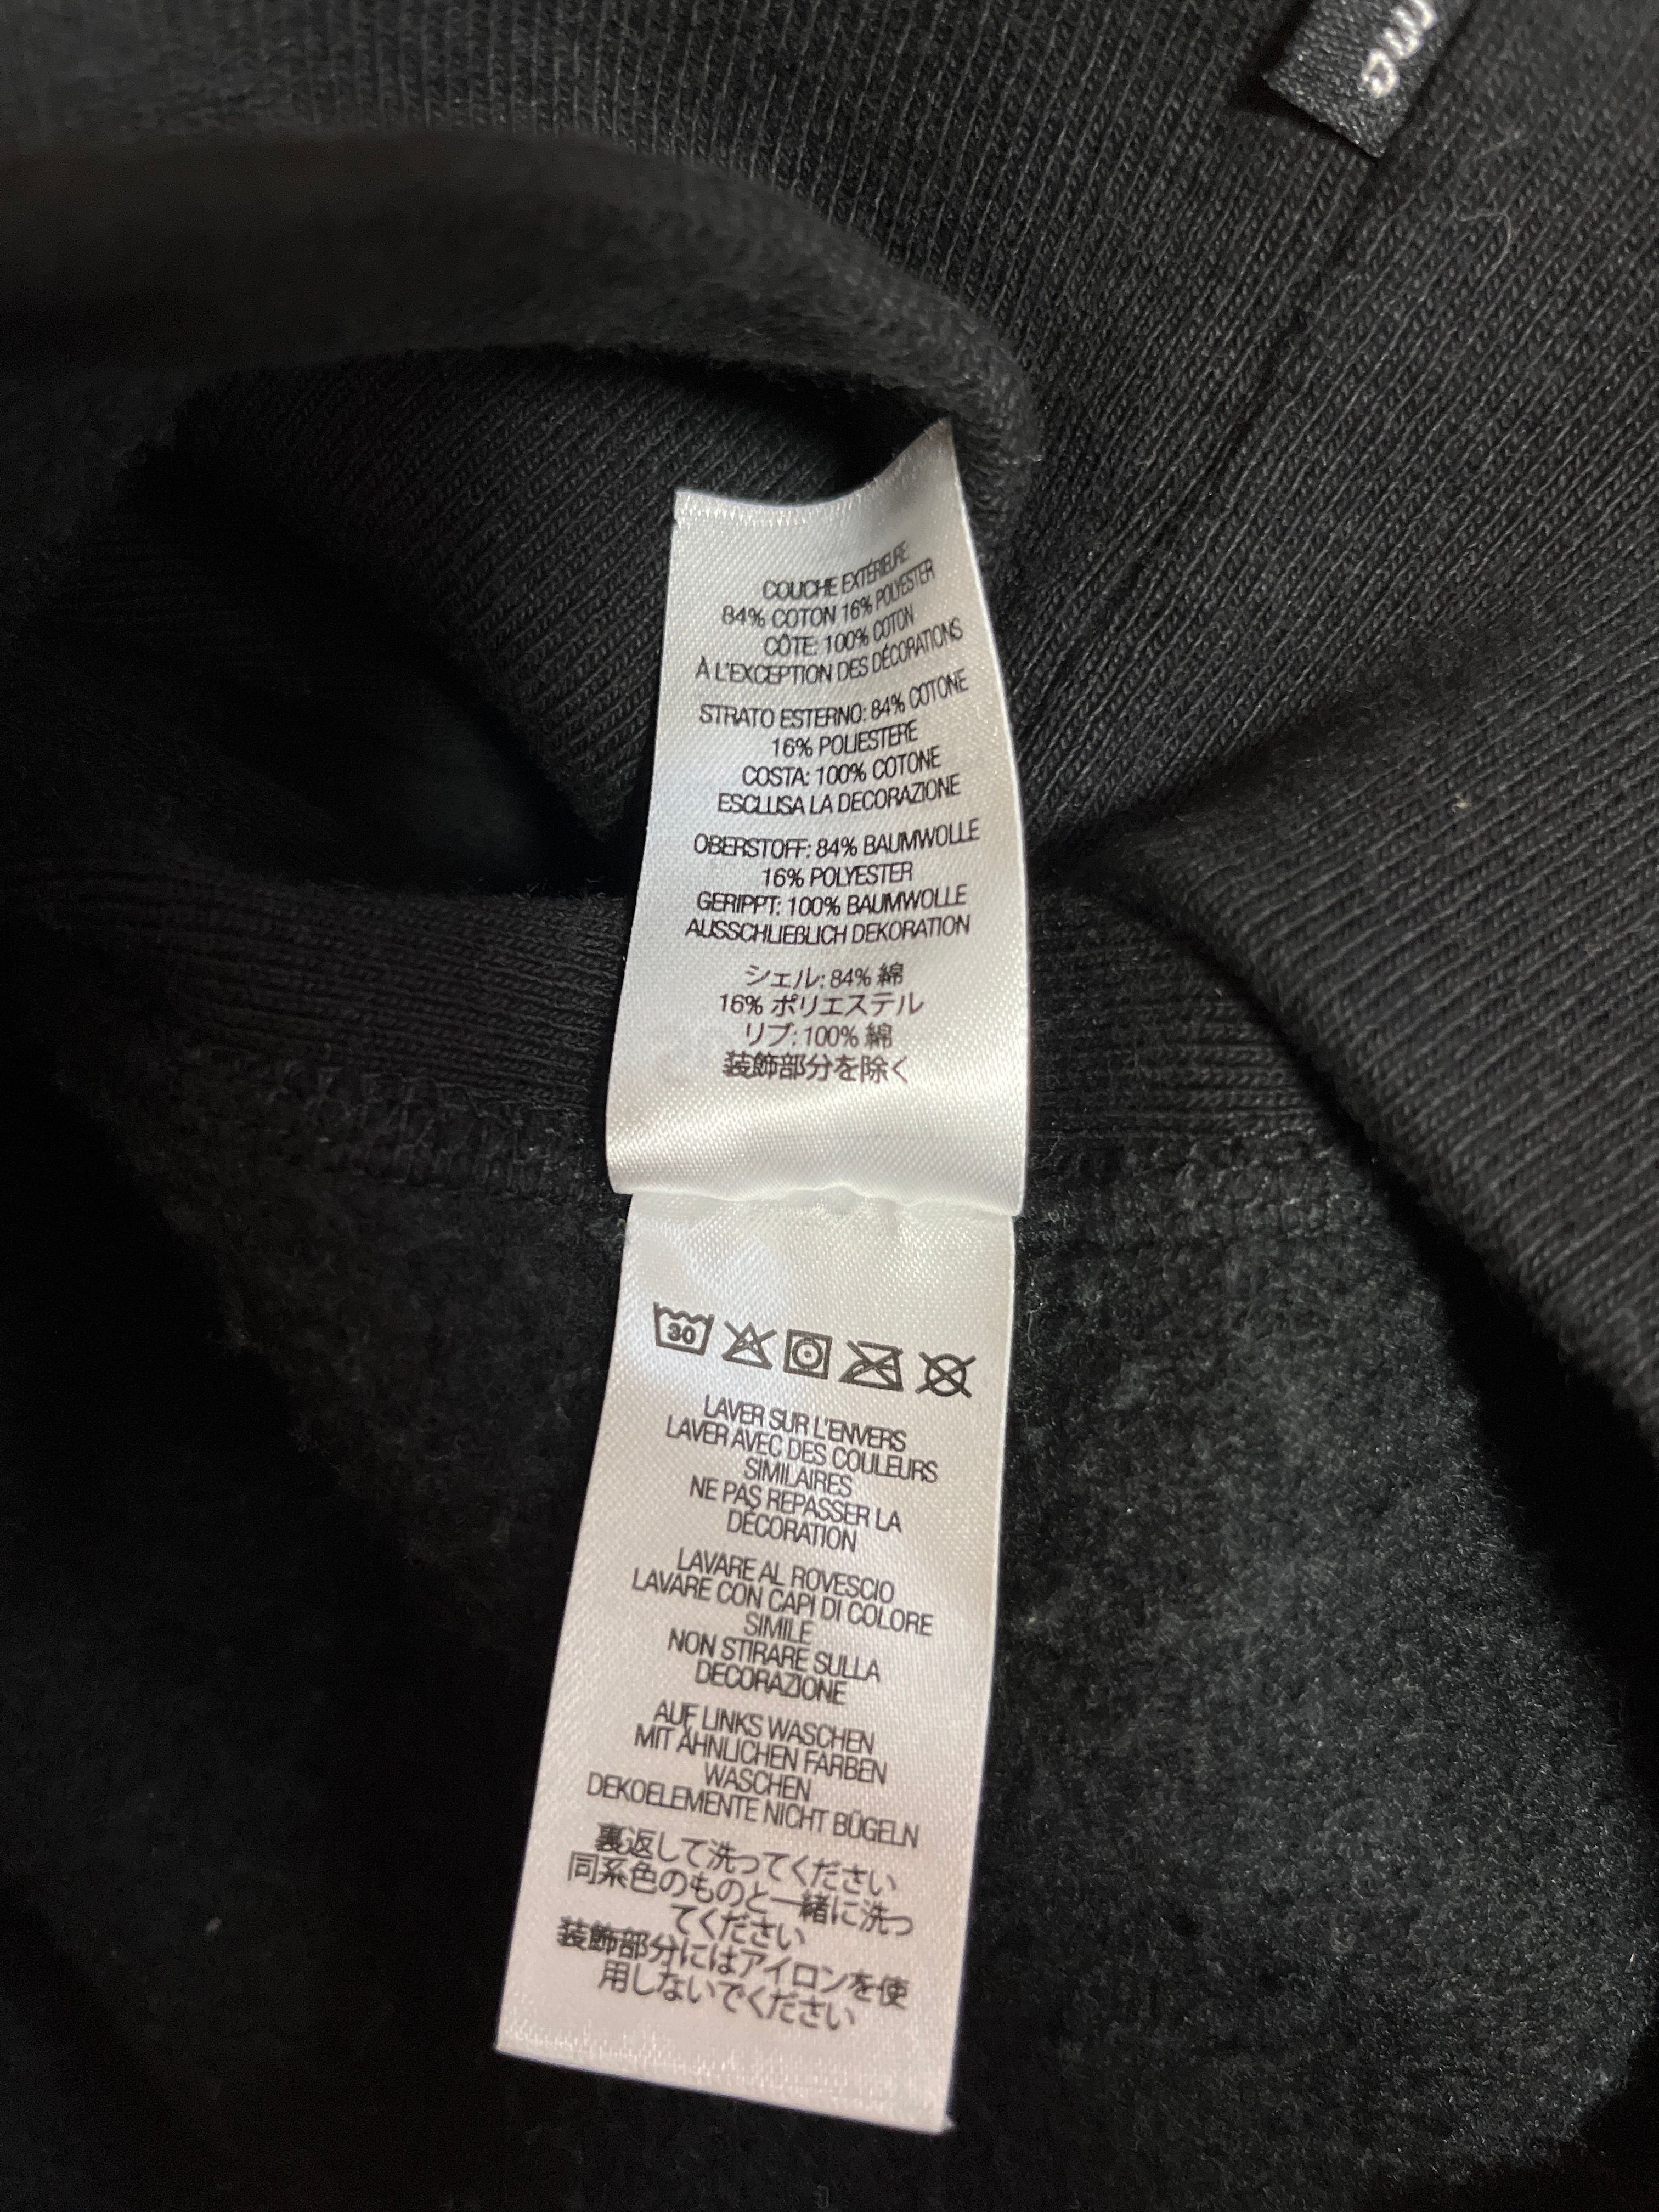 me
COUCHE EXTÉRIEURE
84% COTON 16% POLYESTER
CÔTE: 100% COTON
À L'EXCEPTION DES DÉCORATIONS
STRATO ESTERNO: 84% COTONE
16% POLIESTERE
COSTA: 100% COTONE
ESCLUSA LA DECORAZIONE
OBERSTOFF: 84% BAUMWOLLE
16% POLYESTER
GERIPPT: 100% BAUMWOLLE
AUSSCHLIEßLICH DEKORATION
シェル: 84% 綿
16% ポリエステル
リブ: 100% 綿
装飾部分を除く
30
LAVER SUR L'ENVERS
LAVER AVEC DES COULEURS
SIMILAIRES
NE PAS REPASSER LA
DÉCORATION
LAVARE AL ROVESCIO
LAVARE CON CAPI DI COLORE
SIMILE
NON STIRARE SULLA
DECORAZIONE
AUF LINKS WASCHEN
MIT ÄHNLICHEN FARBEN
WASCHEN
DEKOELEMENTE NICHT BÜGELN
裏返して洗ってください
同系色のものと一緒に洗っ
てください
装飾部分にはアイロンを使
用しないでください